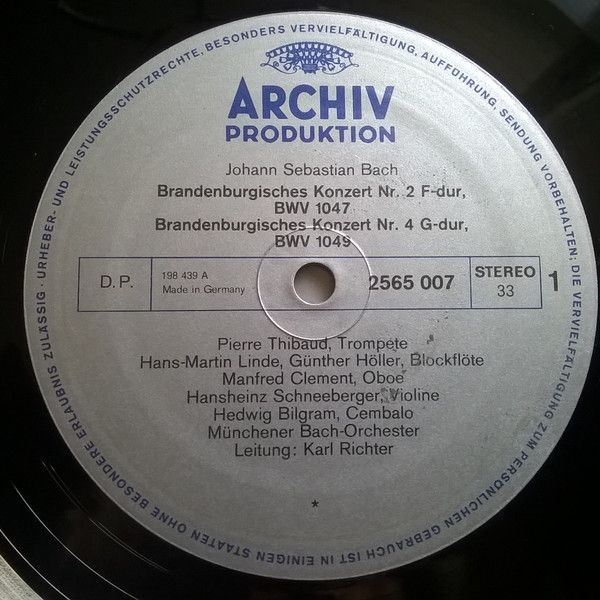 URHEBER- UND LEISTUNGSSCHUTZRECHTE, BESONDERS VERVIELFÄLTIGUNG, AUFFÜHRUNG, SENDUNG VORBEHALTEN: DIE VERVIELFÄLTIGUNG ZUM PERSÖNLICHEN GEBRAUCH IST IN EINIGEN STAATEN OHNE BESONDERE ERLAUBNIS ZULÄSSIG ·
ARCHIV
PRODUKTION
Johann Sebastian Bach
Brandenburgisches Konzert Nr. 2 F-dur,
BWV 1047
Brandenburgisches Konzert Nr. 4 G-dur,
BWV 1049
D.P.
198 439 A
Made in Germany
2565 007
STEREO
33
1
Pierre Thibaud, Trompete
Hans-Martin Linde, Günther Höller, Blockflöte
Manfred Clement, Oboe
Hansheinz Schneeberger, Violine
Hedwig Bilgram, Cembalo
Münchener Bach-Orchester
Leitung: Karl Richter
*